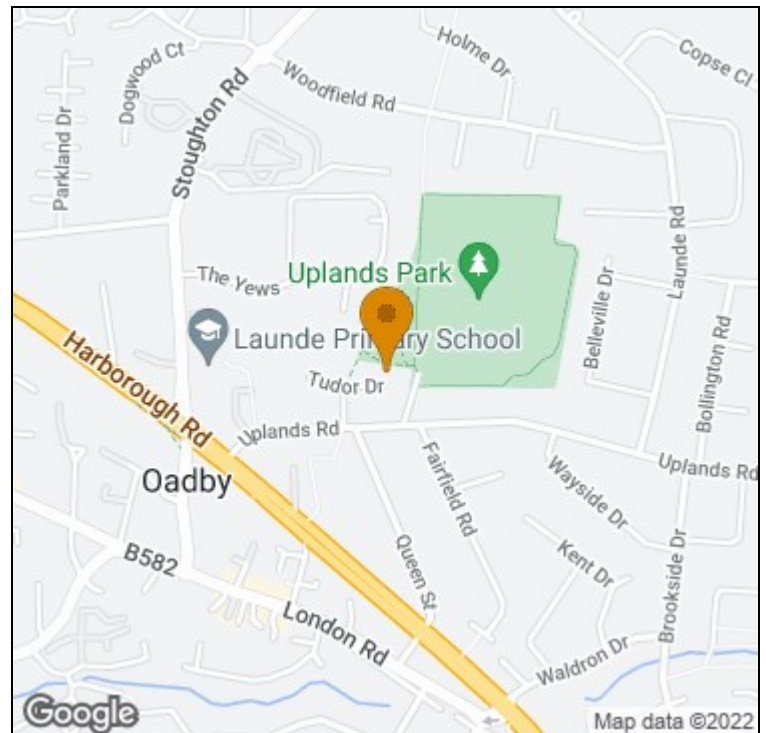 Holme Dr
Copse Cl
Dogwood Ct
Woodfield Rd
Stoughton Rd
Parkland Dr
Launde Rd
The Yews
Uplands Park
Belleville Dr
Bollington Rd
Launde Primary School
Harborough Rd
Tudor Dr
Uplands Rd
Uplands Rd
Fairfield Rd
Wayside Dr
Oadby
B582
Queen St
Kent Dr
Brookside Dr
London Rd
Waldron Dr
Google
Map data ©2022